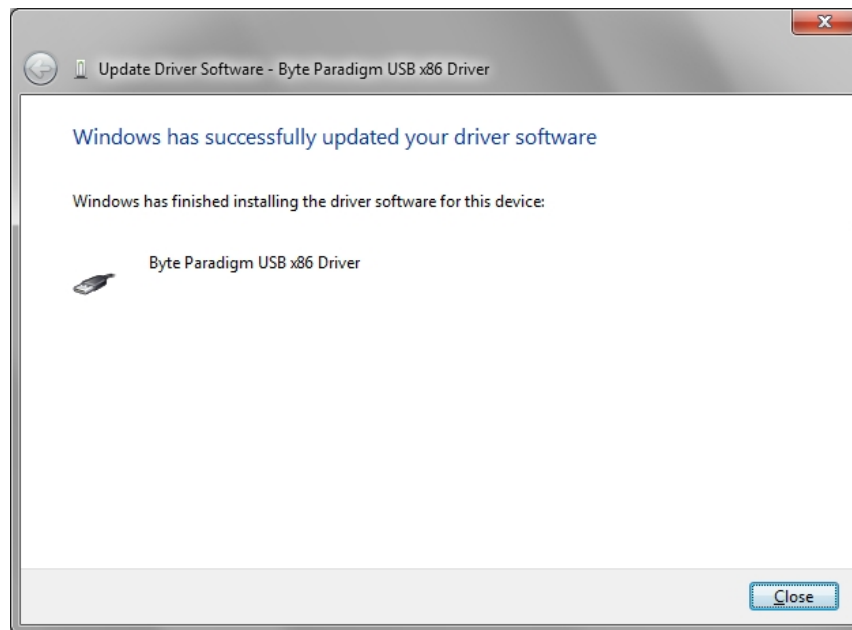 Update Driver Software - Byte Paradigm USB x86 Driver
Windows has successfully updated your driver software
Windows has finished installing the driver software for this device:
Byte Paradigm USB x86 Driver
Close